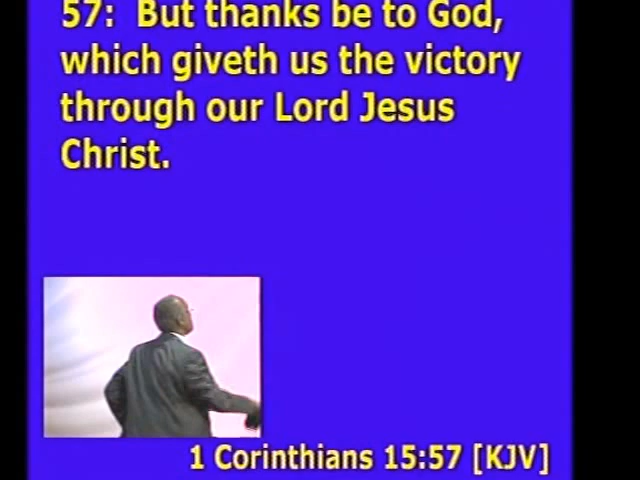 57: But thanks be to God,
which giveth us the victory
through our Lord Jesus
Christ.
1 Corinthians 15:57 [KJV]